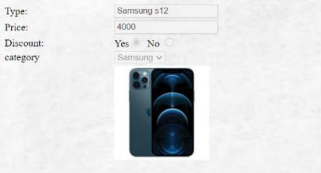 Type: Samsung s12
Price: 4000
Discount: Yes No
category Samsung